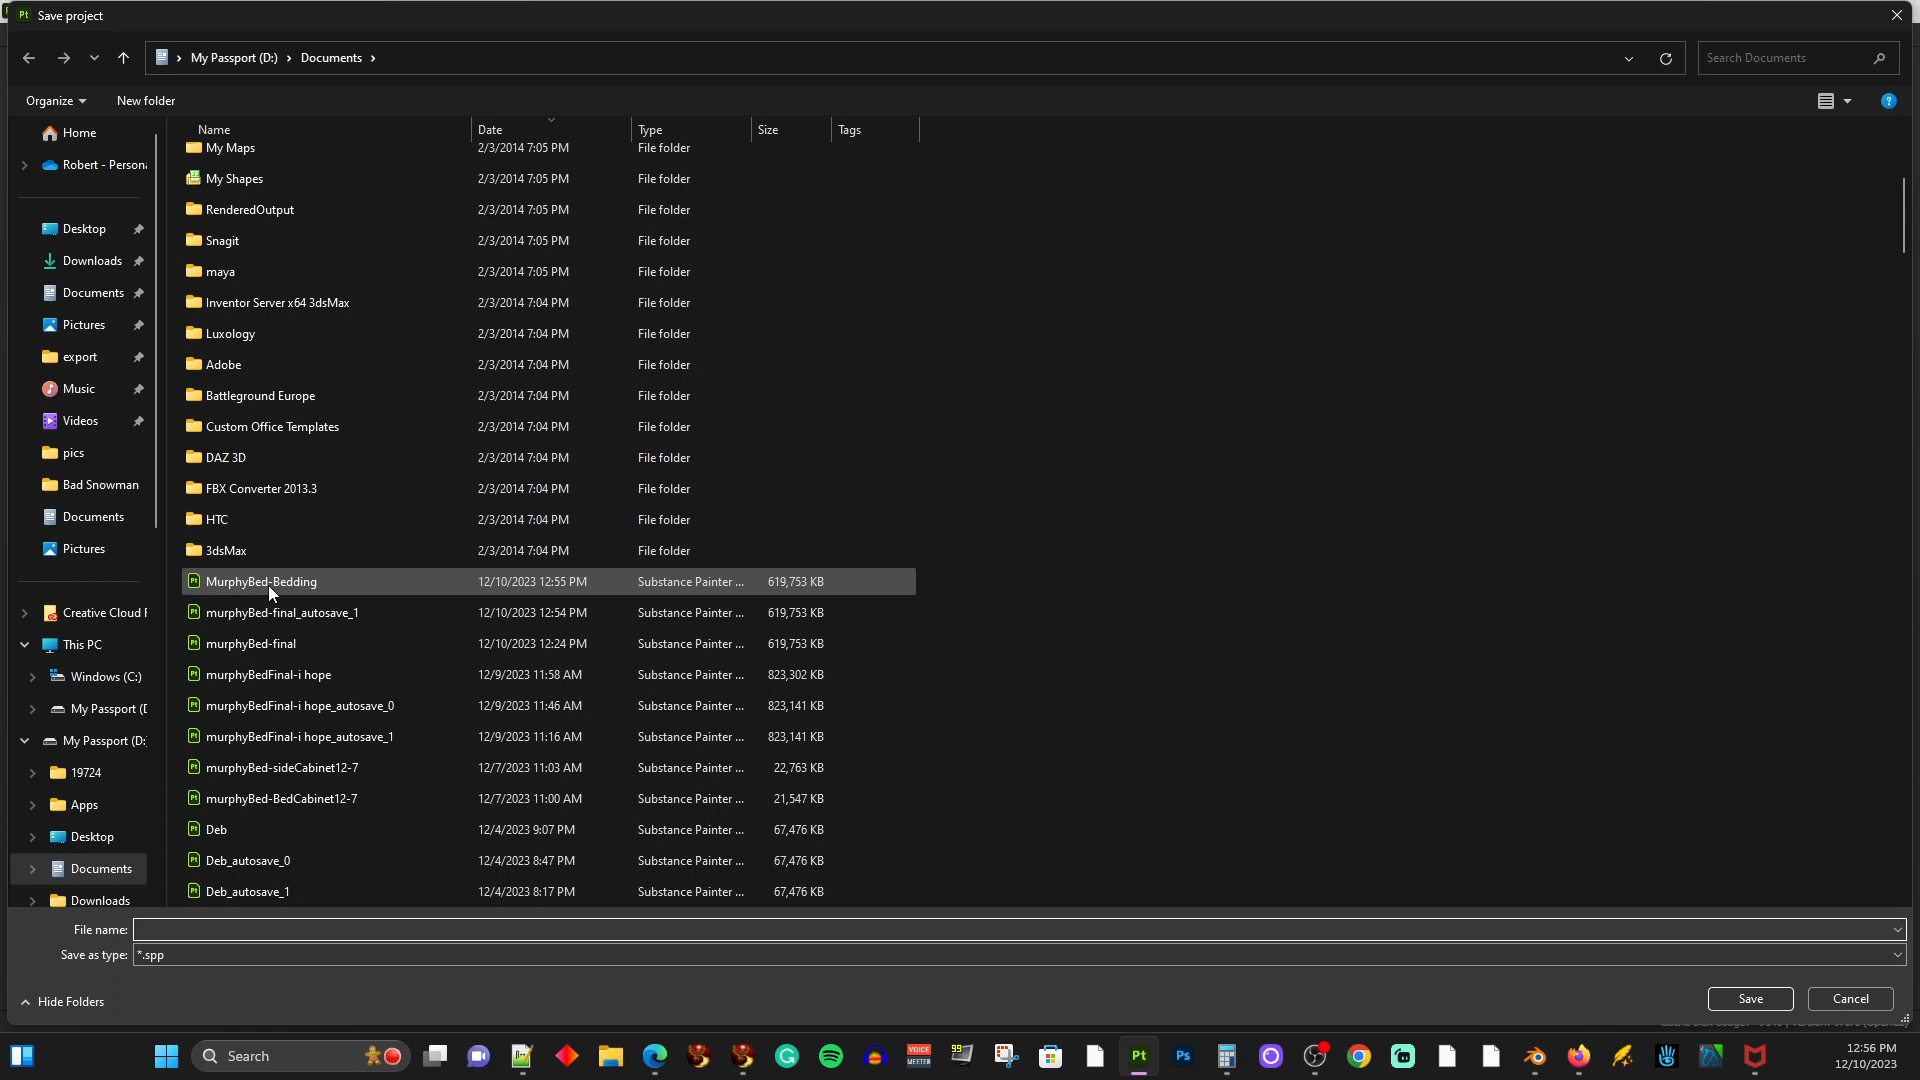 Pt Save project
My Passport (D:) Documents
Search Documents
Organize New folder
Name Date Type Size Tags
My Maps 2/3/2014 7:05 PM File folder
My Shapes 2/3/2014 7:05 PM File folder
RenderedOutput 2/3/2014 7:05 PM File folder
Snagit 2/3/2014 7:05 PM File folder
maya 2/3/2014 7:05 PM File folder
Inventor Server x64 3dsMax 2/3/2014 7:04 PM File folder
Luxology 2/3/2014 7:04 PM File folder
Adobe 2/3/2014 7:04 PM File folder
Battleground Europe 2/3/2014 7:04 PM File folder
Custom Office Templates 2/3/2014 7:04 PM File folder
DAZ 3D 2/3/2014 7:04 PM File folder
FBX Converter 2013.3 2/3/2014 7:04 PM File folder
HTC 2/3/2014 7:04 PM File folder
3dsMax 2/3/2014 7:04 PM File folder
MurphyBed-Bedding 12/10/2023 12:55 PM Substance Painter ... 619,753 KB
murphyBed-final_autosave_1 12/10/2023 12:54 PM Substance Painter ... 619,753 KB
murphyBed-final 12/10/2023 12:24 PM Substance Painter ... 619,753 KB
murphyBedFinal-i hope 12/9/2023 11:58 AM Substance Painter ... 823,302 KB
murphyBedFinal-i hope_autosave_0 12/9/2023 11:46 AM Substance Painter ... 823,141 KB
murphyBedFinal-i hope_autosave_1 12/9/2023 11:16 AM Substance Painter ... 823,141 KB
murphyBed-sideCabinet12-7 12/7/2023 11:03 AM Substance Painter ... 22,763 KB
murphyBed-BedCabinet12-7 12/7/2023 11:00 AM Substance Painter ... 21,547 KB
Deb 12/4/2023 9:07 PM Substance Painter ... 67,476 KB
Deb_autosave_0 12/4/2023 8:47 PM Substance Painter ... 67,476 KB
Deb_autosave_1 12/4/2023 8:17 PM Substance Painter ... 67,476 KB
Home
Robert - Persona
Desktop
Downloads
Documents
Pictures
export
Music
Videos
pics
Bad Snowman
Documents
Pictures
Creative Cloud F
This PC
Windows (C:)
My Passport (D
My Passport (D:)
19724
Apps
Desktop
Documents
Downloads
File name:
Save as type: *.spp
Hide Folders
Save Cancel
Search
VOICE MEETER
99
Pt
Ps
12:56 PM
12/10/2023